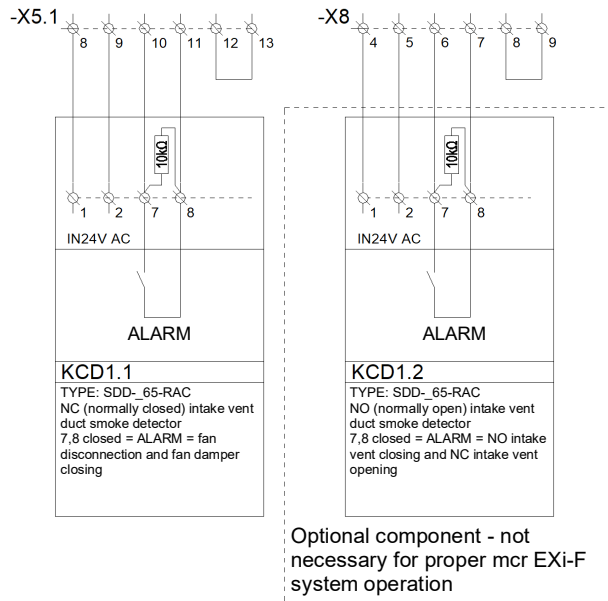 -X5.1
8 9 10 11 12 13
10kΩ
1 2 7 8
IN24V AC
ALARM
KCD1.1
TYPE: SDD-_65-RAC
NC (normally closed) intake vent
duct smoke detector
7,8 closed = ALARM = fan
disconnection and fan damper
closing
-X8
4 5 6 7 8 9
10kΩ
1 2 7 8
IN24V AC
ALARM
KCD1.2
TYPE: SDD-_65-RAC
NO (normally open) intake vent
duct smoke detector
7,8 closed = ALARM = NO intake
vent closing and NC intake vent
opening
Optional component - not
necessary for proper mcr EXi-F
system operation